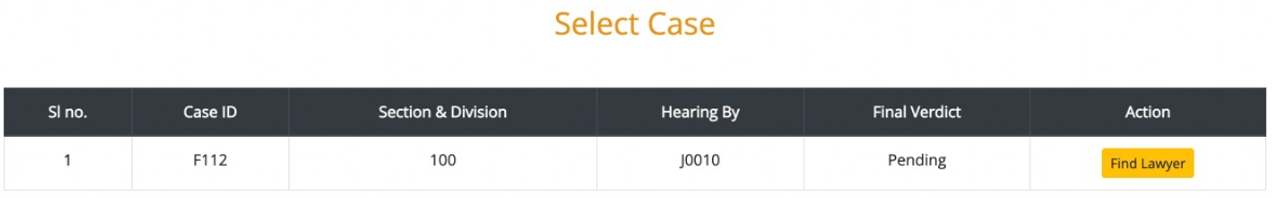 Select Case
Sl no. Case ID Section & Division Hearing By Final Verdict Action
1 F112 100 J0010 Pending Find Lawyer